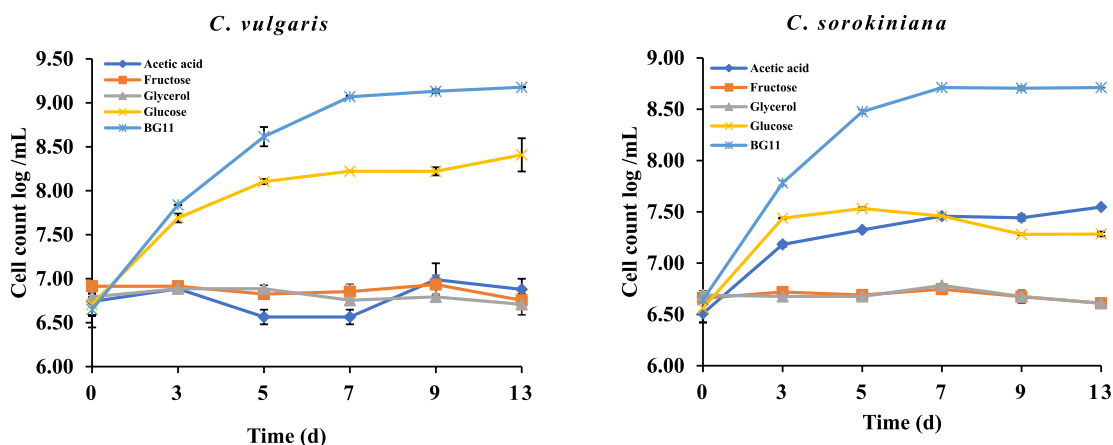 C. vulgaris
Cell count log /mL
9.50
9.00
8.50
8.00
7.50
7.00
6.50
6.00
Acetic acid
Fructose
Glycerol
Glucose
BG11
0 3 5 7 9 13
Time (d)
C. sorokiniana
Cell count log /mL
9.00
8.50
8.00
7.50
7.00
6.50
6.00
Acetic acid
Fructose
Glycerol
Glucose
BG11
0 3 5 7 9 13
Time (d)